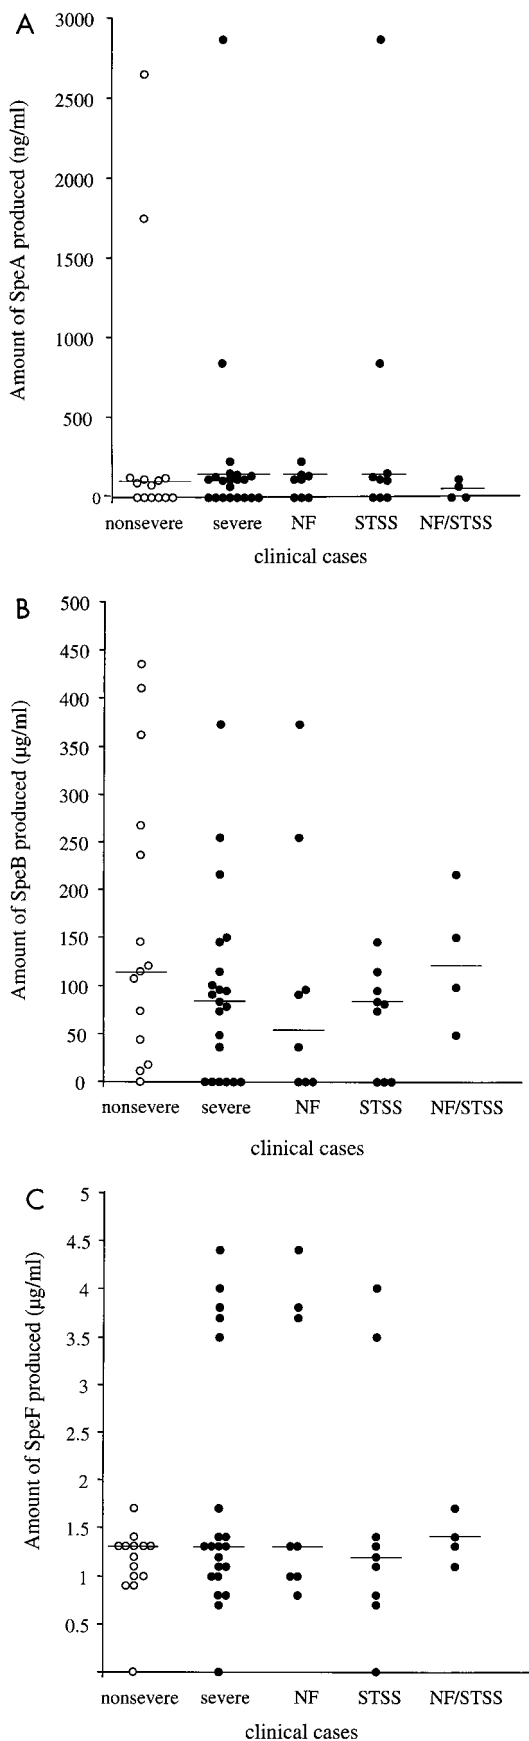 A
Amount of SpeA produced (ng/ml)
3000
2500
2000
1500
1000
500
0
nonsevere severe NF STSS NF/STSS
clinical cases
B
Amount of SpeB produced (µg/ml)
500
450
400
350
300
250
200
150
100
50
0
nonsevere severe NF STSS NF/STSS
clinical cases
C
Amount of SpeF produced (µg/ml)
5
4.5
4
3.5
3
2.5
2
1.5
1
0.5
nonsevere severe NF STSS NF/STSS
clinical cases